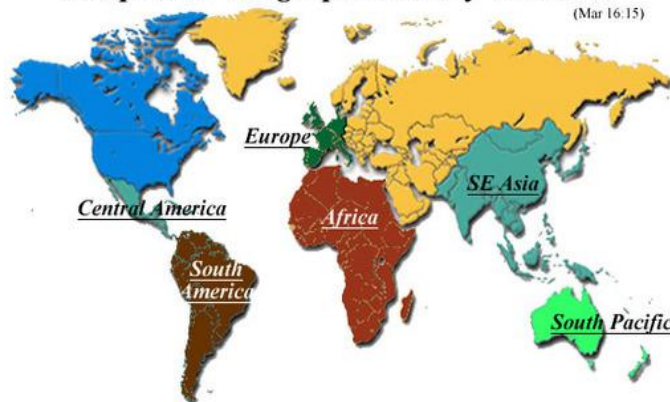 (Mar 16:15)
Europe
SE Asia
Central America
Africa
South
America
South Pacific